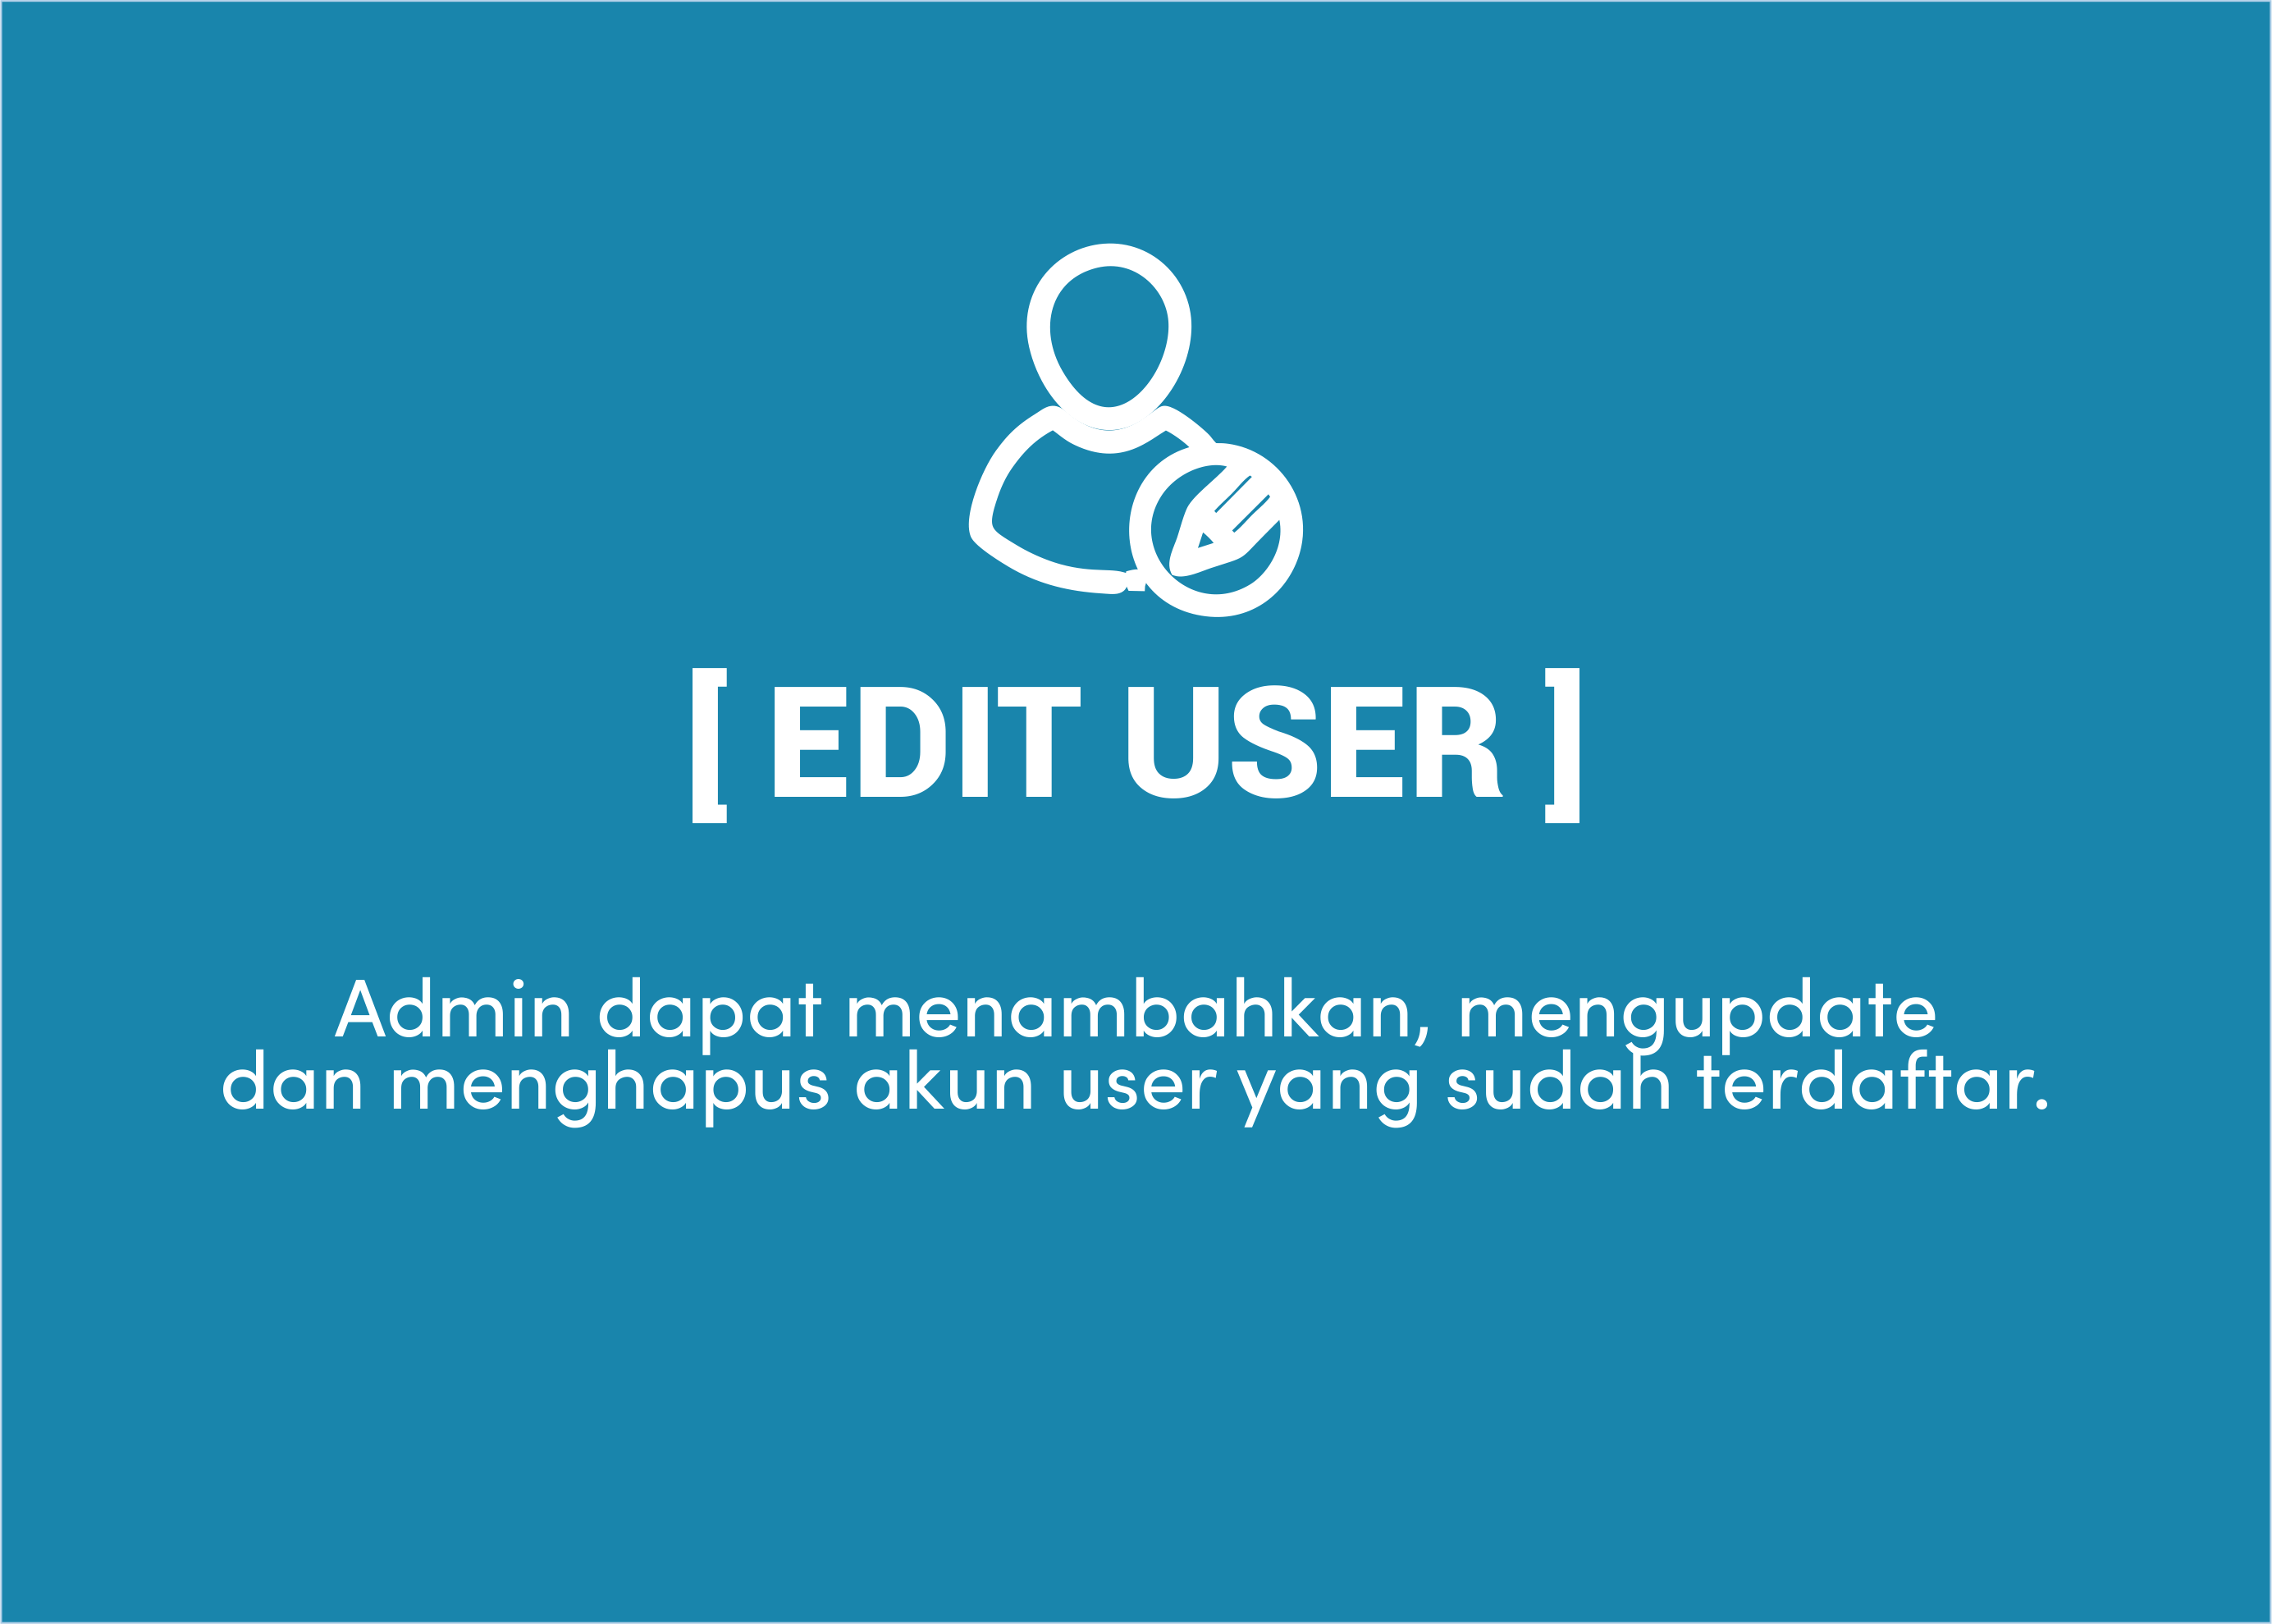 [ EDIT USER ]
Admin dapat menambahkan, mengupdate
dan menghapus akun user yang sudah terdaftar.